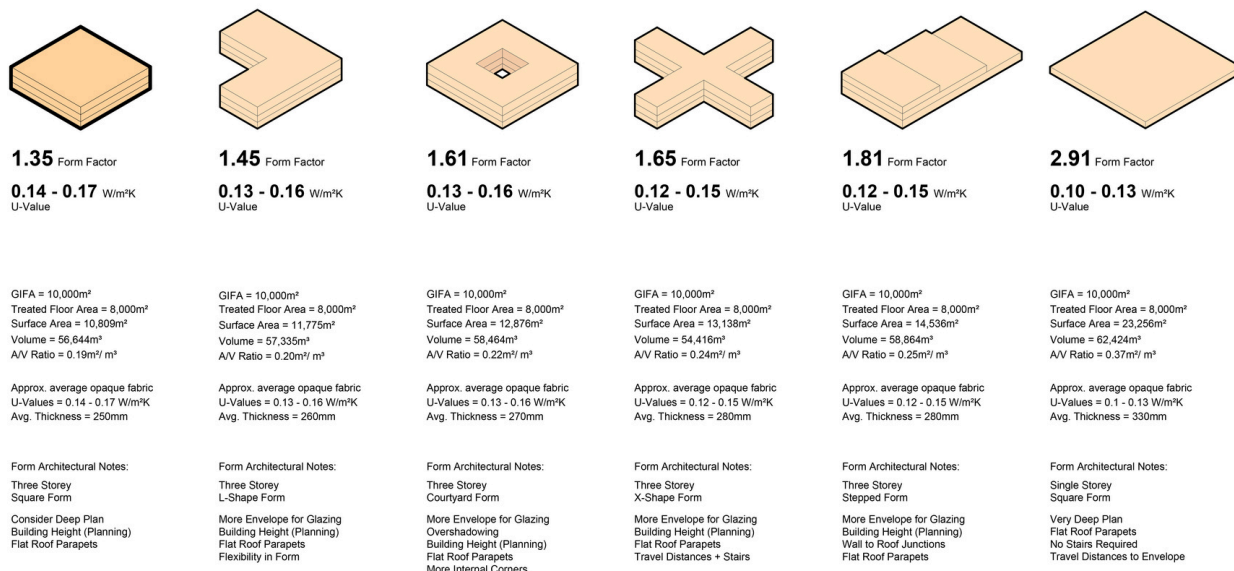 1.35 Form Factor
0.14 - 0.17 W/m²K
U-Value
GIFA = 10,000m²
Treated Floor Area = 8,000m²
Surface Area = 10,809m²
Volume = 56,644m³
A/V Ratio = 0.19m²/ m³
Approx. average opaque fabric
U-Values = 0.14 - 0.17 W/m²K
Avg. Thickness = 250mm
Form Architectural Notes:
Three Storey
Square Form
Consider Deep Plan
Building Height (Planning)
Flat Roof Parapets
1.45 Form Factor
0.13 - 0.16 W/m²K
U-Value
GIFA = 10,000m²
Treated Floor Area = 8,000m²
Surface Area = 11,775m²
Volume = 57,335m³
A/V Ratio = 0.20m²/ m³
Approx. average opaque fabric
U-Values = 0.13 - 0.16 W/m²K
Avg. Thickness = 260mm
Form Architectural Notes:
Three Storey
L-Shape Form
More Envelope for Glazing
Building Height (Planning)
Flat Roof Parapets
Flexibility in Form
1.61 Form Factor
0.13 - 0.16 W/m²K
U-Value
GIFA = 10,000m²
Treated Floor Area = 8,000m²
Surface Area = 12,876m²
Volume = 58,464m³
A/V Ratio = 0.22m²/ m³
Approx. average opaque fabric
U-Values = 0.13 - 0.16 W/m²K
Avg. Thickness = 270mm
Form Architectural Notes:
Three Storey
Courtyard Form
More Envelope for Glazing
Overshadowing
Building Height (Planning)
Flat Roof Parapets
More Internal Corners
1.65 Form Factor
0.12 - 0.15 W/m²K
U-Value
GIFA = 10,000m²
Treated Floor Area = 8,000m²
Surface Area = 13,138m²
Volume = 54,416m³
A/V Ratio = 0.24m²/ m³
Approx. average opaque fabric
U-Values = 0.12 - 0.15 W/m²K
Avg. Thickness = 280mm
Form Architectural Notes:
Three Storey
X-Shape Form
More Envelope for Glazing
Building Height (Planning)
Flat Roof Parapets
Travel Distances + Stairs
1.81 Form Factor
0.12 - 0.15 W/m²K
U-Value
GIFA = 10,000m²
Treated Floor Area = 8,000m²
Surface Area = 14,536m²
Volume = 58,864m³
A/V Ratio = 0.25m²/ m³
Approx. average opaque fabric
U-Values = 0.12 - 0.15 W/m²K
Avg. Thickness = 280mm
Form Architectural Notes:
Three Storey
Stepped Form
More Envelope for Glazing
Building Height (Planning)
Wall to Roof Junctions
Flat Roof Parapets
2.91 Form Factor
0.10 - 0.13 W/m²K
U-Value
GIFA = 10,000m²
Treated Floor Area = 8,000m²
Surface Area = 23,256m²
Volume = 62,424m³
A/V Ratio = 0.37m²/ m³
Approx. average opaque fabric
U-Values = 0.1 - 0.13 W/m²K
Avg. Thickness = 330mm
Form Architectural Notes:
Single Storey
Square Form
Very Deep Plan
Flat Roof Parapets
No Stairs Required
Travel Distances to Envelope